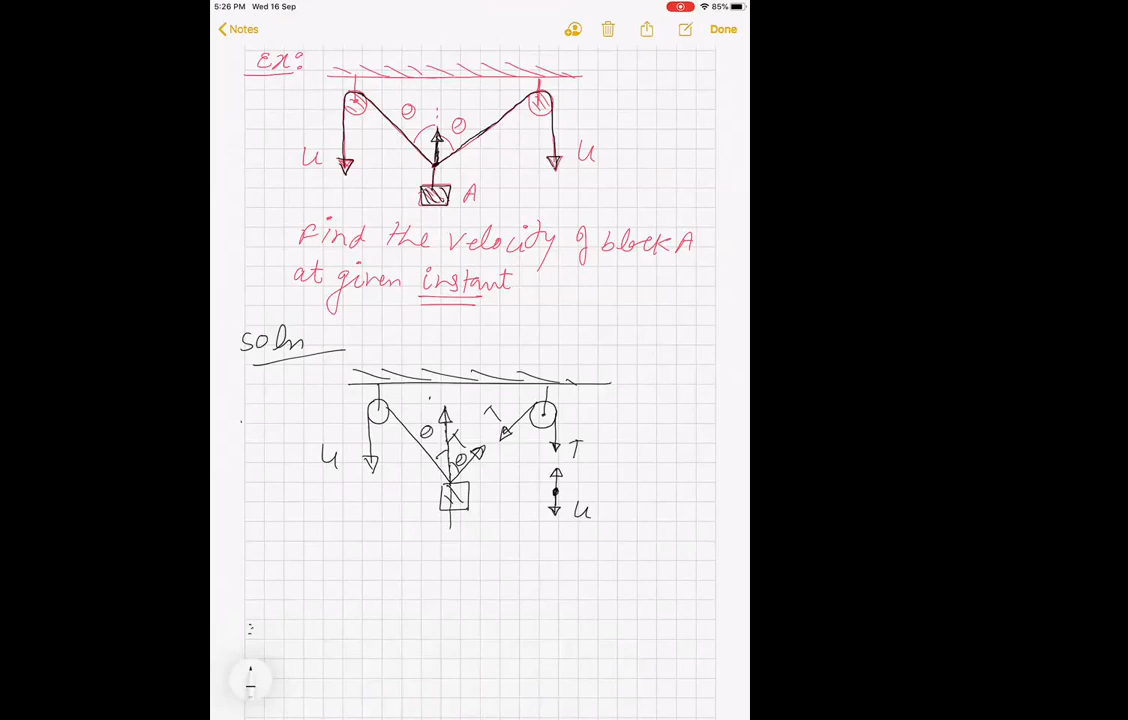 5:26 PM Wed 16 Sep 85%
Notes Done
Ex:
θ θ
u u
A
Find the velocity of block A
at given instant
Soln
θ T T
u θ T
u